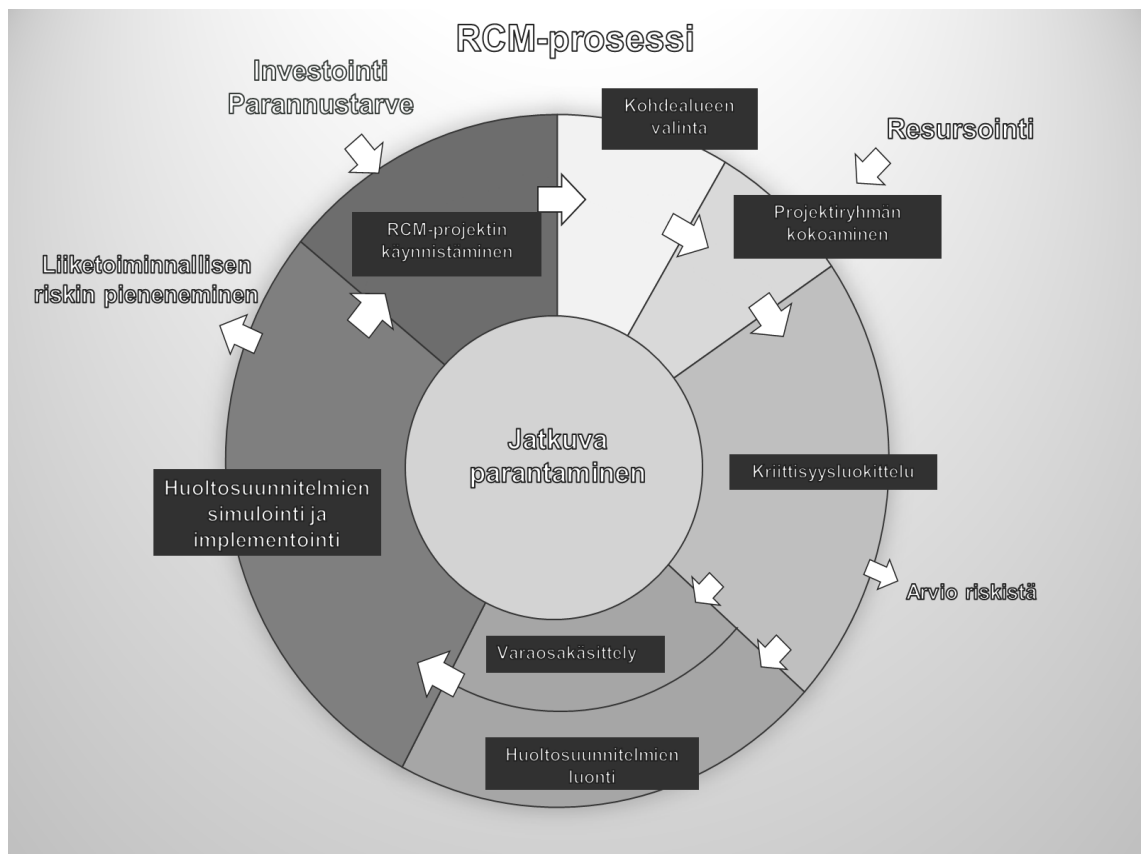 RCM-prosessi
Investointi
Parannustarve
Kohdealueen
valinta
Resursointi
Projektiryhmän
kokoaminen
RCM-projektin
käynnistäminen
Liiketoiminnallisen
riskin pieneneminen
Jatkuva
parantaminen
Kriittisyysluokittelu
Huoltosuunnitelmien
simulointi ja
implementointi
Arvio riskistä
Varaosakäsittely
Huoltosuunnitelmien
luonti